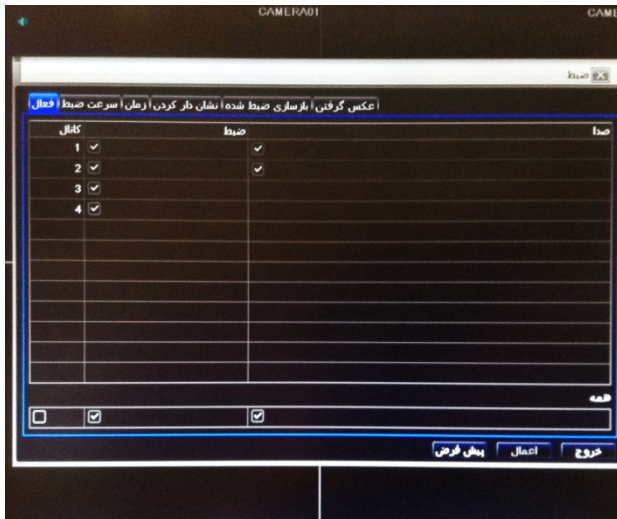 CAMERA01
CAME
ضبط
فعال سرعت ضبط زمان نشان دار کردن بازسازی ضبط شده عکس گرفتن
کانال ضبط صدا
1
2
3
4
همه
پیش فرض اعمال خروج